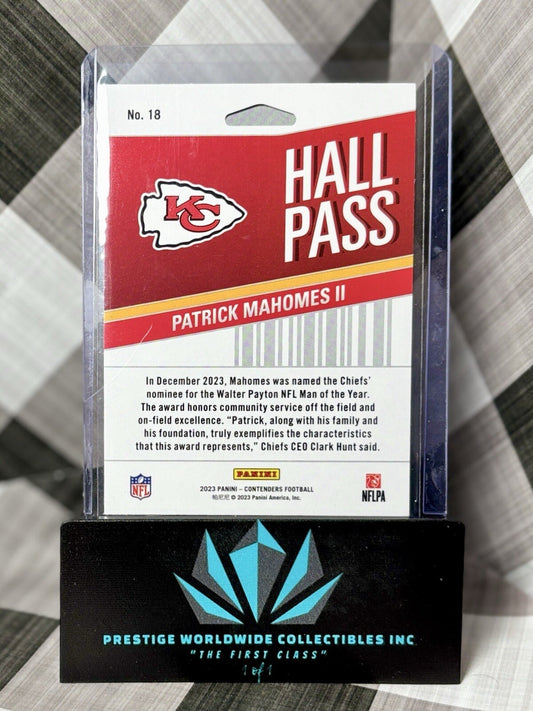 No. 18
KC
HALL
PASS
PATRICK MAHOMES II
In December 2023, Mahomes was named the Chiefs'
nominee for the Walter Payton NFL Man of the Year.
The award honors community service off the field and
on-field excellence. "Patrick, along with his family and
his foundation, truly exemplifies the characteristics
that this award represents," Chiefs CEO Clark Hunt said.
NFL
PANINI
NFLPA
2023 PANINI – CONTENDERS FOOTBALL
帕尼尼 © 2023 Panini America, Inc.
PRESTIGE WORLDWIDE COLLECTIBLES INC
"THE FIRST CLASS"
1 of 1